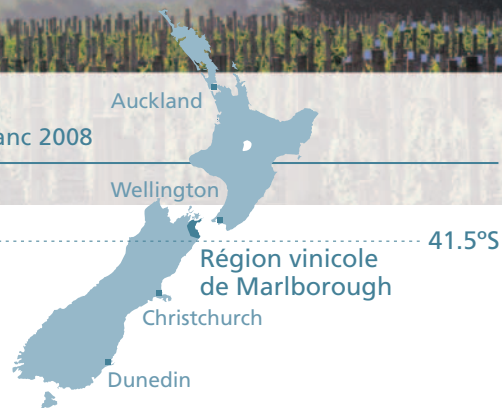 Auckland
anc 2008
Wellington
41.5ºS
Région vinicole
de Marlborough
Christchurch
Dunedin